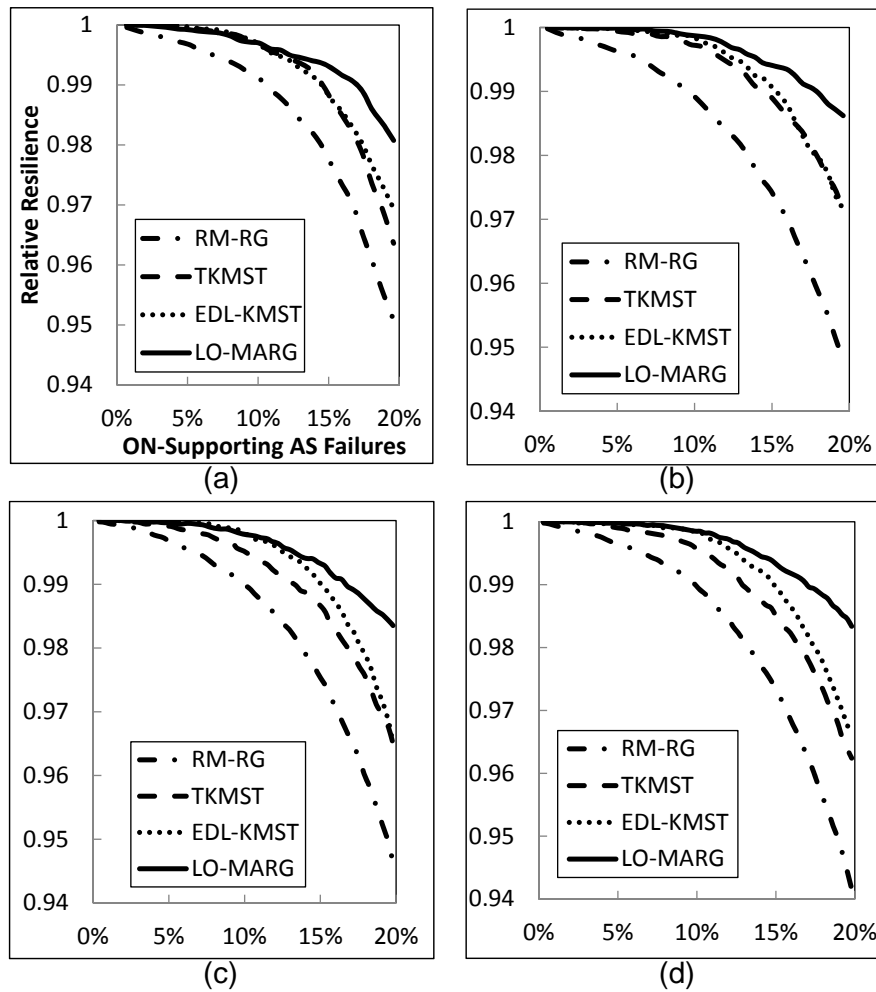 Relative Resilience
1
0.99
0.98
0.97
0.96
0.95
0.94
RM-RG
TKMST
EDL-KMST
LO-MARG
0% 5% 10% 15% 20%
ON-Supporting AS Failures
(a)
1
0.99
0.98
0.97
0.96
0.95
0.94
RM-RG
TKMST
EDL-KMST
LO-MARG
0% 5% 10% 15% 20%
(b)
1
0.99
0.98
0.97
0.96
0.95
0.94
RM-RG
TKMST
EDL-KMST
LO-MARG
0% 5% 10% 15% 20%
(c)
1
0.99
0.98
0.97
0.96
0.95
0.94
RM-RG
TKMST
EDL-KMST
LO-MARG
0% 5% 10% 15% 20%
(d)